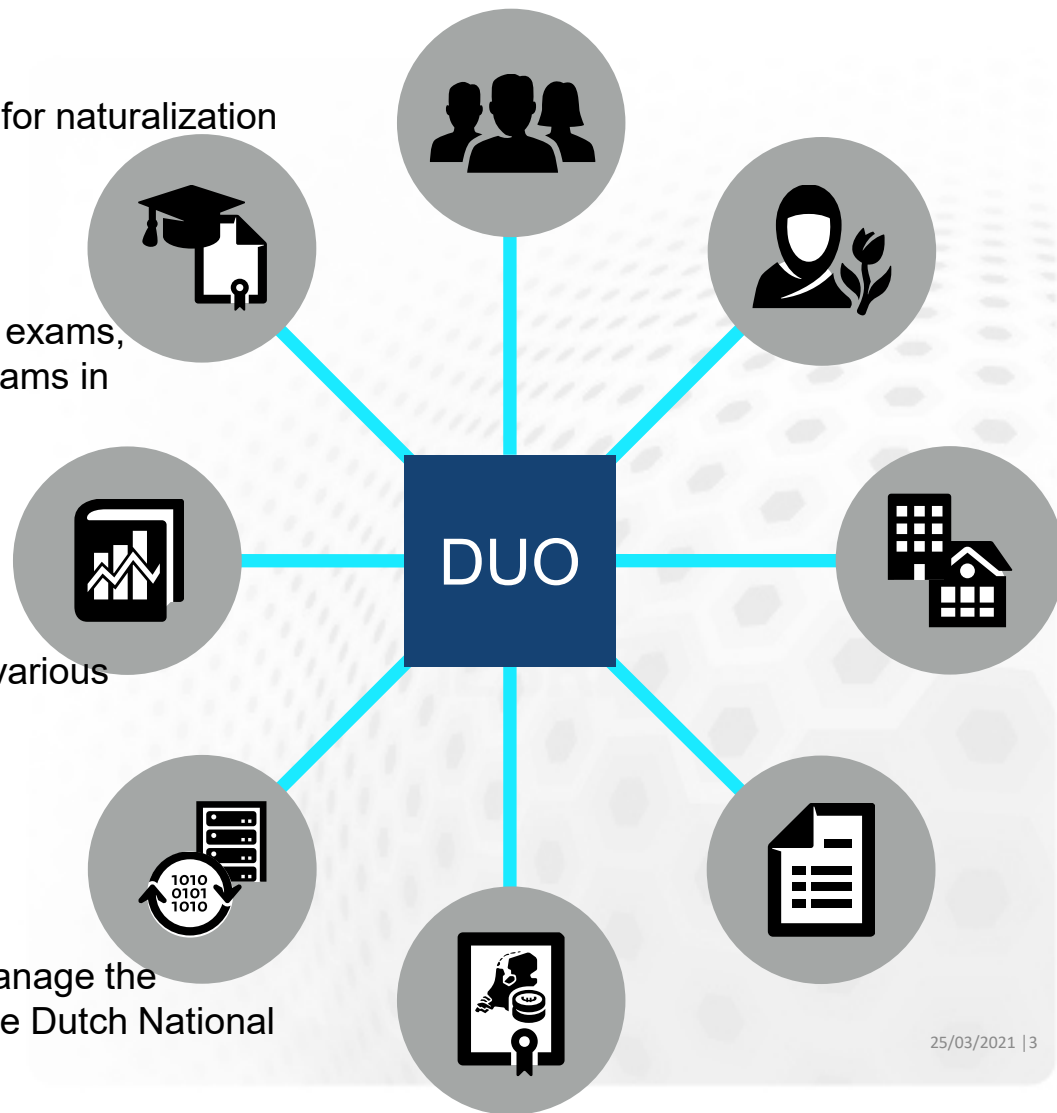 for naturalization
exams,
ams in
DUO
various
1010
0101
1010
anage the
e Dutch National
25/03/2021 |3